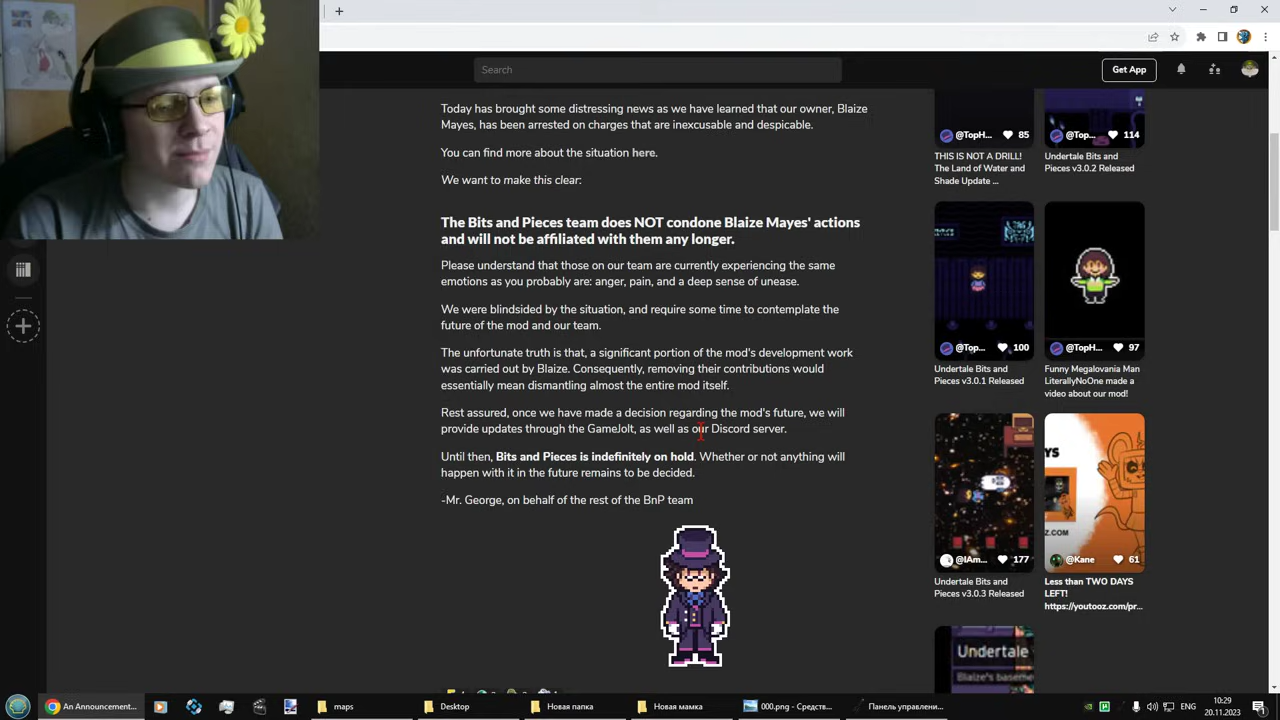 Search
Get App
Today has brought some distressing news as we have learned that our owner, Blaize
Mayes, has been arrested on charges that are inexcusable and despicable.
You can find more about the situation here.
We want to make this clear:
The Bits and Pieces team does NOT condone Blaize Mayes' actions
and will not be affiliated with them any longer.
Please understand that those on our team are currently experiencing the same
emotions as you probably are: anger, pain, and a deep sense of unease.
We were blindsided by the situation, and require some time to contemplate the
future of the mod and our team.
The unfortunate truth is that, a significant portion of the mod's development work
was carried out by Blaize. Consequently, removing their contributions would
essentially mean dismantling almost the entire mod itself.
Rest assured, once we have made a decision regarding the mod's future, we will
provide updates through the GameJolt, as well as our Discord server.
Until then, Bits and Pieces is indefinitely on hold. Whether or not anything will
happen with it in the future remains to be decided.
-Mr. George, on behalf of the rest of the BnP team
@TopH... 85
THIS IS NOT A DRILL!
The Land of Water and
Shade Update ...
@Top... 114
Undertale Bits and
Pieces v3.0.2 Released
@Top... 100
Undertale Bits and
Pieces v3.0.1 Released
@TopH... 97
Funny Megalovania Man
LiterallyNoOne made a
video about our mod!
@IAm... 177
Undertale Bits and
Pieces v3.0.3 Released
Z.COM
@Kane 61
Less than TWO DAYS
LEFT!
https://youtooz.com/pr...
Undertale
Blaize's baseme
An Announcement...
maps
Desktop
Новая папка
Новая мамка
000.png - Средств...
Панель управлени...
ENG
10:29
20.11.2023